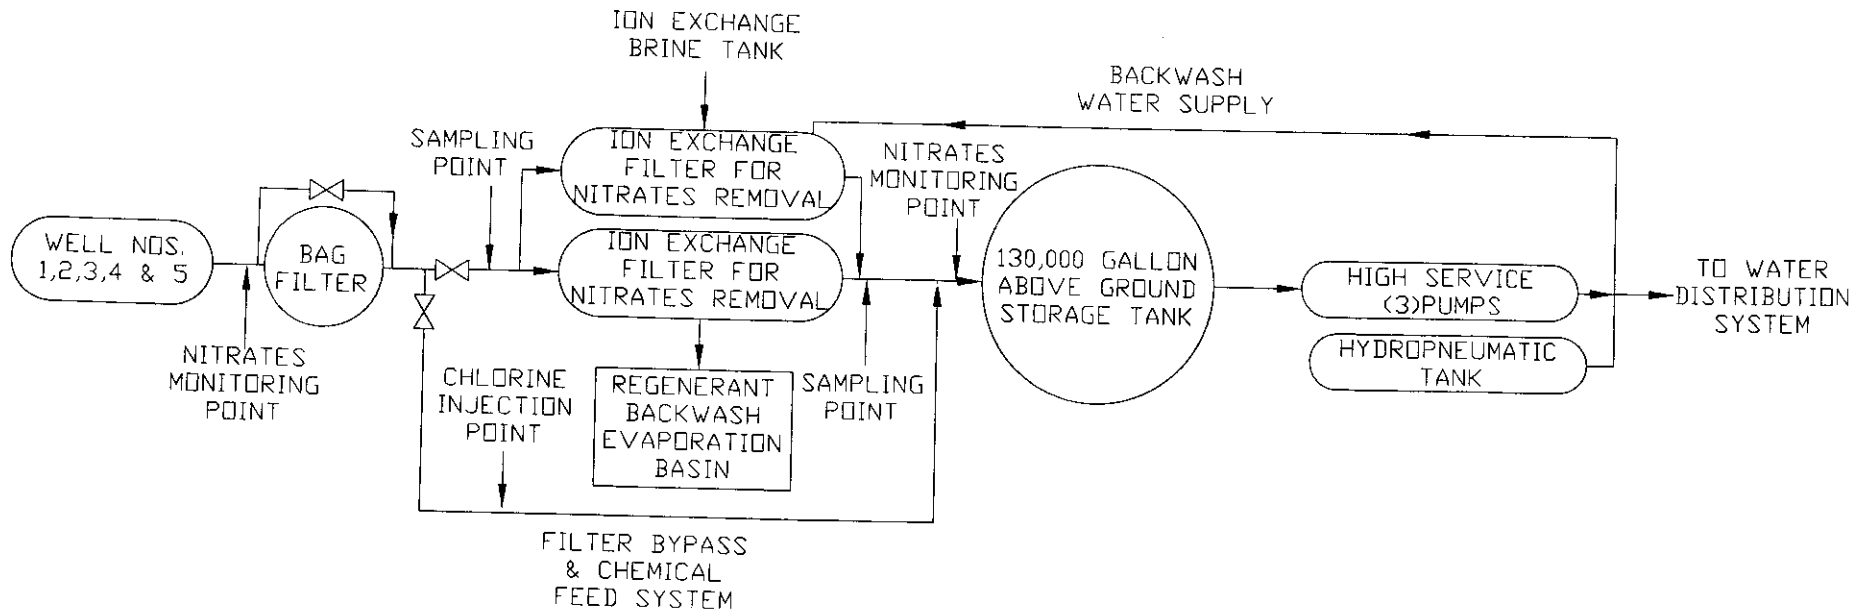 ION EXCHANGE
BRINE TANK
BACKWASH
WATER SUPPLY
SAMPLING
POINT
ION EXCHANGE
FILTER FOR
NITRATES REMOVAL
NITRATES
MONITORING
POINT
WELL NOS.
1,2,3,4 & 5
BAG
FILTER
ION EXCHANGE
FILTER FOR
NITRATES REMOVAL
130,000 GALLON
ABOVE GROUND
STORAGE TANK
HIGH SERVICE
(3)PUMPS
TO WATER
DISTRIBUTION
SYSTEM
HYDROPNEUMATIC
TANK
NITRATES
MONITORING
POINT
CHLORINE
INJECTION
POINT
REGENERANT
BACKWASH
EVAPORATION
BASIN
SAMPLING
POINT
FILTER BYPASS
& CHEMICAL
FEED SYSTEM